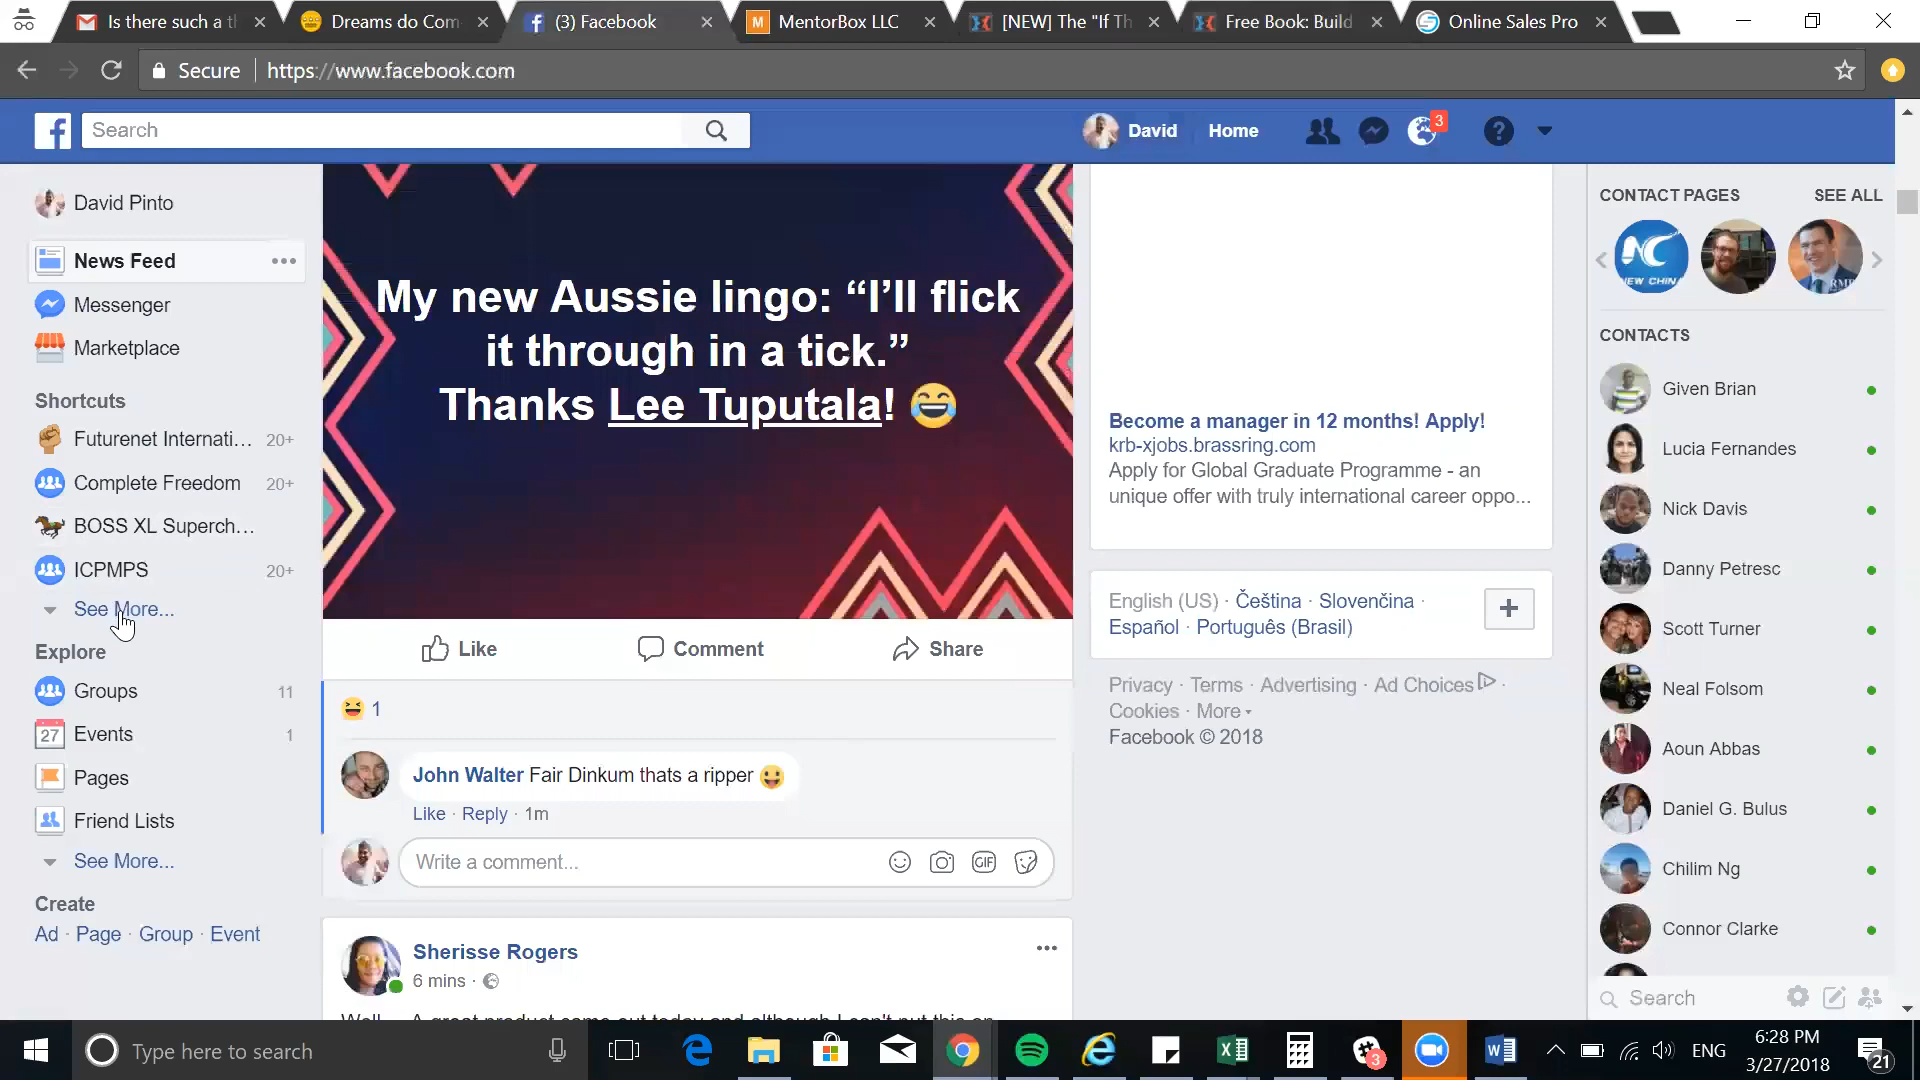 Is there such a t
Dreams do Com
(3) Facebook
MentorBox LLC
[NEW] The "If Th
Free Book: Build
Online Sales Pro
Secure
https://www.facebook.com
Search
David
Home
3
David Pinto
News Feed
Messenger
Marketplace
Shortcuts
Futurenet Internati... 20+
Complete Freedom 20+
BOSS XL Superch...
ICPMPS 20+
See More...
Explore
Groups 11
27 Events 1
Pages
Friend Lists
See More...
Create
Ad · Page · Group · Event
My new Aussie lingo: “I’ll flick
it through in a tick.”
Thanks Lee Tuputala! 😂
Like
Comment
Share
1
John Walter Fair Dinkum thats a ripper 😛
Like · Reply · 1m
Write a comment...
GIF
Sherisse Rogers
6 mins ·
Become a manager in 12 months! Apply!
krb-xjobs.brassring.com
Apply for Global Graduate Programme - an
unique offer with truly international career oppo...
English (US) · Čeština · Slovenčina ·
Español · Português (Brasil)
Privacy · Terms · Advertising · Ad Choices ·
Cookies · More
Facebook © 2018
CONTACT PAGES
SEE ALL
NC
NEW CHIN
RM
CONTACTS
Given Brian
Lucia Fernandes
Nick Davis
Danny Petresc
Scott Turner
Neal Folsom
Aoun Abbas
Daniel G. Bulus
Chilim Ng
Connor Clarke
Search
Type here to search
3
ENG
6:28 PM
3/27/2018
21